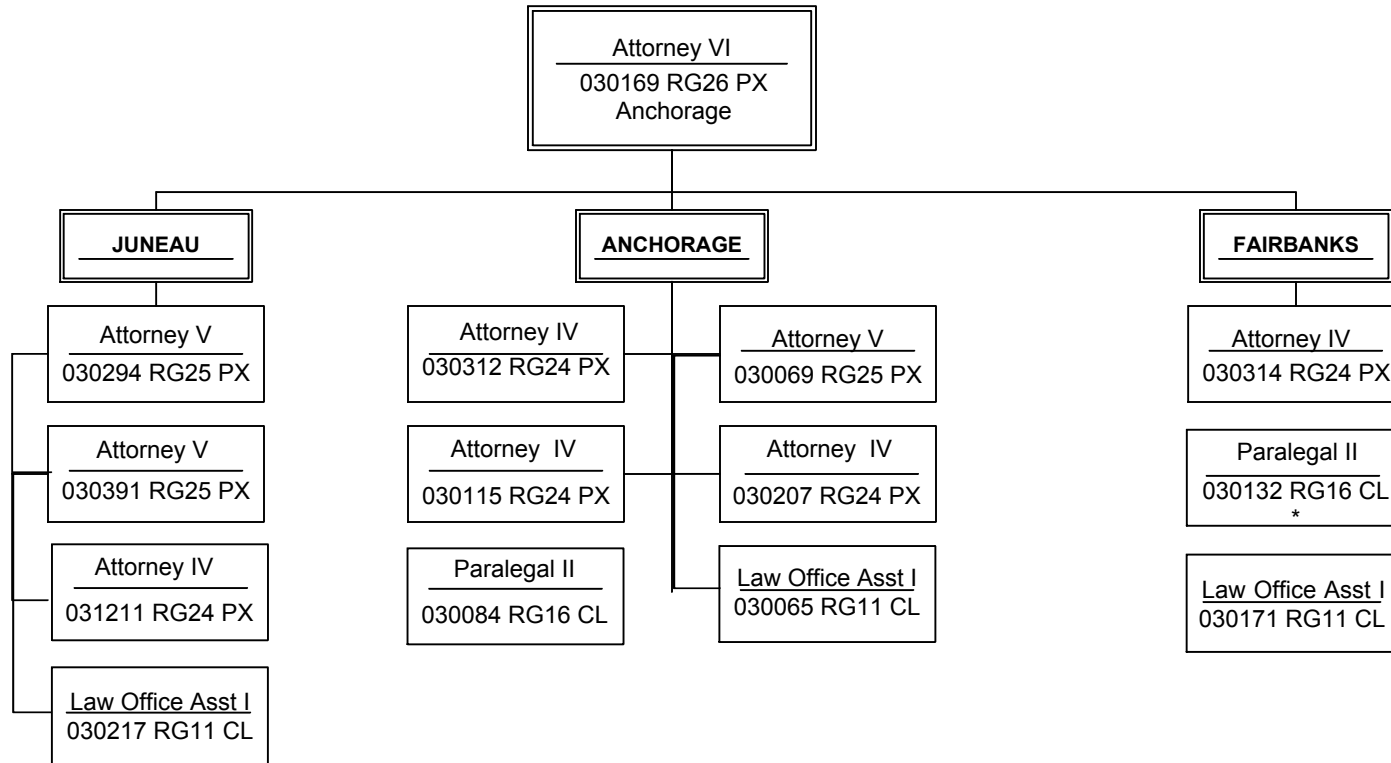 Attorney VI
030169 RG26 PX
Anchorage
JUNEAU
Attorney V
030294 RG25 PX
Attorney V
030391 RG25 PX
Attorney IV
031211 RG24 PX
Law Office Asst I
030217 RG11 CL
ANCHORAGE
Attorney IV
030312 RG24 PX
Attorney V
030069 RG25 PX
Attorney IV
030115 RG24 PX
Attorney IV
030207 RG24 PX
Paralegal II
030084 RG16 CL
Law Office Asst I
030065 RG11 CL
FAIRBANKS
Attorney IV
030314 RG24 PX
Paralegal II
030132 RG16 CL
*
Law Office Asst I
030171 RG11 CL